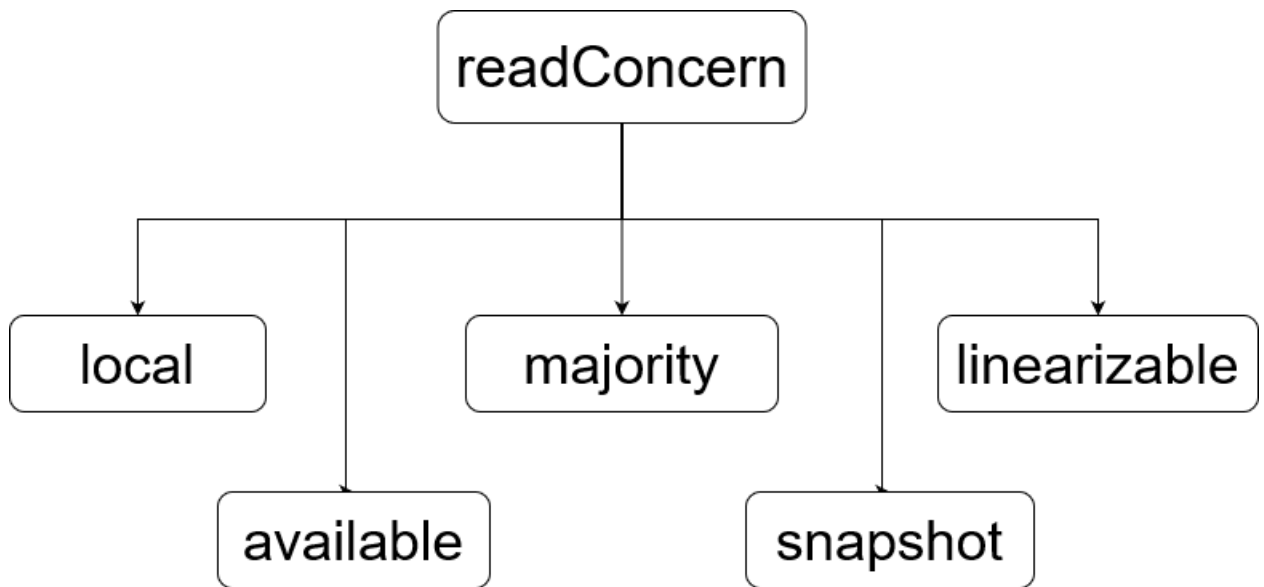 readConcern
local
majority
linearizable
available
snapshot